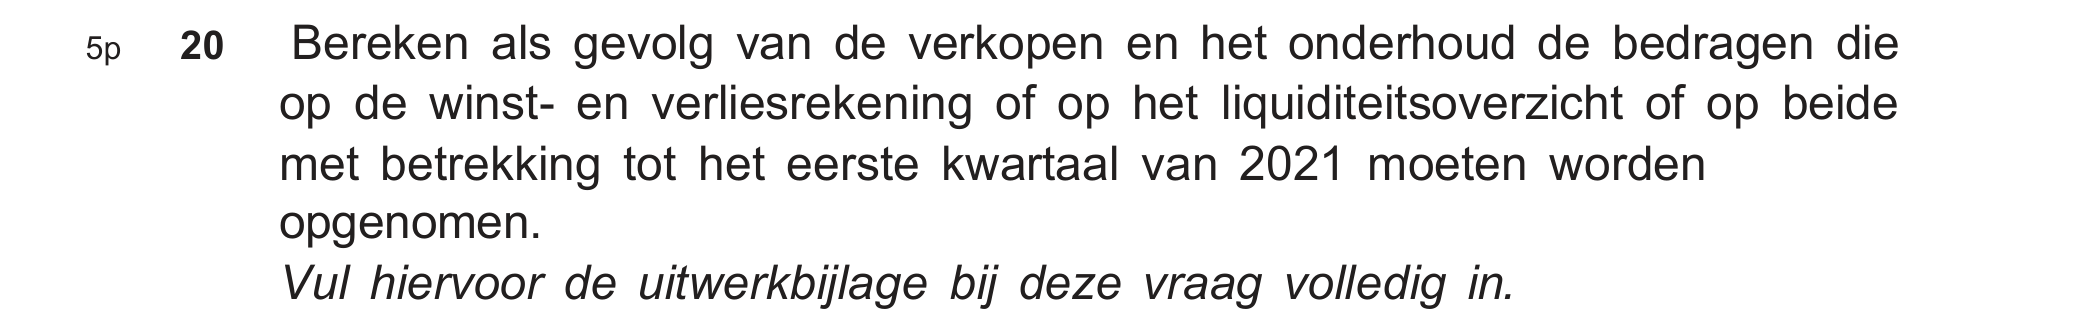 5p 20 Bereken als gevolg van de verkopen en het onderhoud de bedragen die
op de winst- en verliesrekening of op het liquiditeitsoverzicht of op beide
met betrekking tot het eerste kwartaal van 2021 moeten worden
opgenomen.
Vul hiervoor de uitwerkbijlage bij deze vraag volledig in.